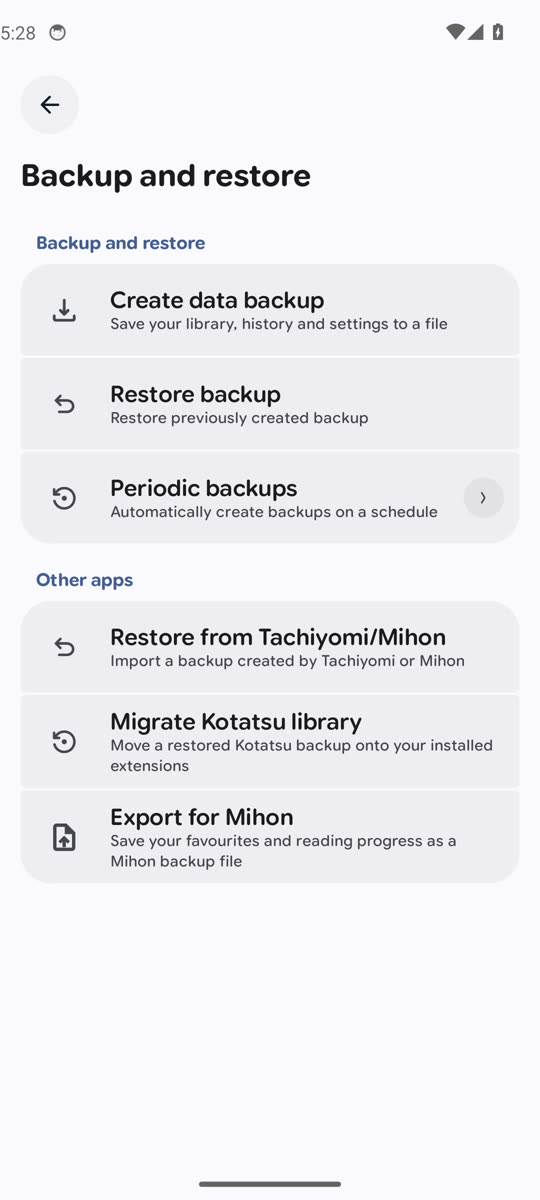 5:28
Backup and restore
Backup and restore
Create data backup
Save your library, history and settings to a file
Restore backup
Restore previously created backup
Periodic backups
Automatically create backups on a schedule
Other apps
Restore from Tachiyomi/Mihon
Import a backup created by Tachiyomi or Mihon
Migrate Kotatsu library
Move a restored Kotatsu backup onto your installed
extensions
Export for Mihon
Save your favourites and reading progress as a
Mihon backup file